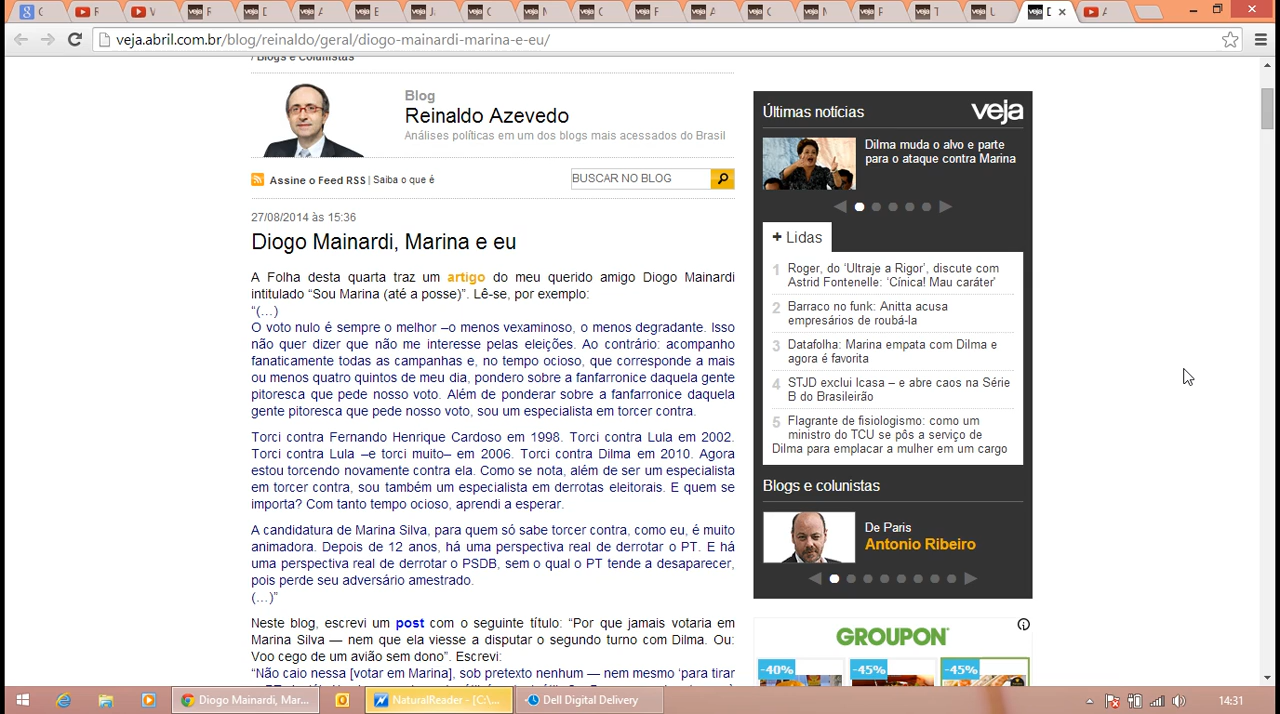 veja.abril.com.br/blog/reinaldo/geral/diogo-mainardi-marina-e-eu/
/ Blogs e Colunistas
Blog
Reinaldo Azevedo
Análises políticas em um dos blogs mais acessados do Brasil
Assine o Feed RSS | Saiba o que é
BUSCAR NO BLOG
27/08/2014 às 15:36
Diogo Mainardi, Marina e eu
A Folha desta quarta traz um artigo do meu querido amigo Diogo Mainardi
intitulado “Sou Marina (até a posse)”. Lê-se, por exemplo:
“(…)
O voto nulo é sempre o melhor –o menos vexaminoso, o menos degradante. Isso
não quer dizer que não me interesse pelas eleições. Ao contrário: acompanho
fanaticamente todas as campanhas e, no tempo ocioso, que corresponde a mais
ou menos quatro quintos de meu dia, pondero sobre a fanfarronice daquela gente
pitoresca que pede nosso voto. Além de ponderar sobre a fanfarronice daquela
gente pitoresca que pede nosso voto, sou um especialista em torcer contra.
Torci contra Fernando Henrique Cardoso em 1998. Torci contra Lula em 2002.
Torci contra Lula –e torci muito– em 2006. Torci contra Dilma em 2010. Agora
estou torcendo novamente contra ela. Como se nota, além de ser um especialista
em torcer contra, sou também um especialista em derrotas eleitorais. E quem se
importa? Com tanto tempo ocioso, aprendi a esperar.
A candidatura de Marina Silva, para quem só sabe torcer contra, como eu, é muito
animadora. Depois de 12 anos, há uma perspectiva real de derrotar o PT. E há
uma perspectiva real de derrotar o PSDB, sem o qual o PT tende a desaparecer,
pois perde seu adversário amestrado.
(…)”
Neste blog, escrevi um post com o seguinte título: “Por que jamais votaria em
Marina Silva — nem que ela viesse a disputar o segundo turno com Dilma. Ou:
Voo cego de um avião sem dono”. Escrevi:
“Não caio nessa [votar em Marina], sob pretexto nenhum — nem mesmo ‘para tirar
Últimas notícias
veja
Dilma muda o alvo e parte
para o ataque contra Marina
+ Lidas
1 Roger, do ‘Ultraje a Rigor’, discute com
Astrid Fontenelle: ‘Cínica! Mau caráter’
2 Barraco no funk: Anitta acusa
empresários de roubá-la
3 Datafolha: Marina empata com Dilma e
agora é favorita
4 STJD exclui Icasa – e abre caos na Série
B do Brasileirão
5 Flagrante de fisiologismo: como um
ministro do TCU se pôs a serviço de
Dilma para emplacar a mulher em um cargo
Blogs e colunistas
De Paris
Antonio Ribeiro
GROUPON
-40%
-45%
-45%
Diogo Mainardi, Mar...
NaturalReader - [C:\...
Dell Digital Delivery
14:31